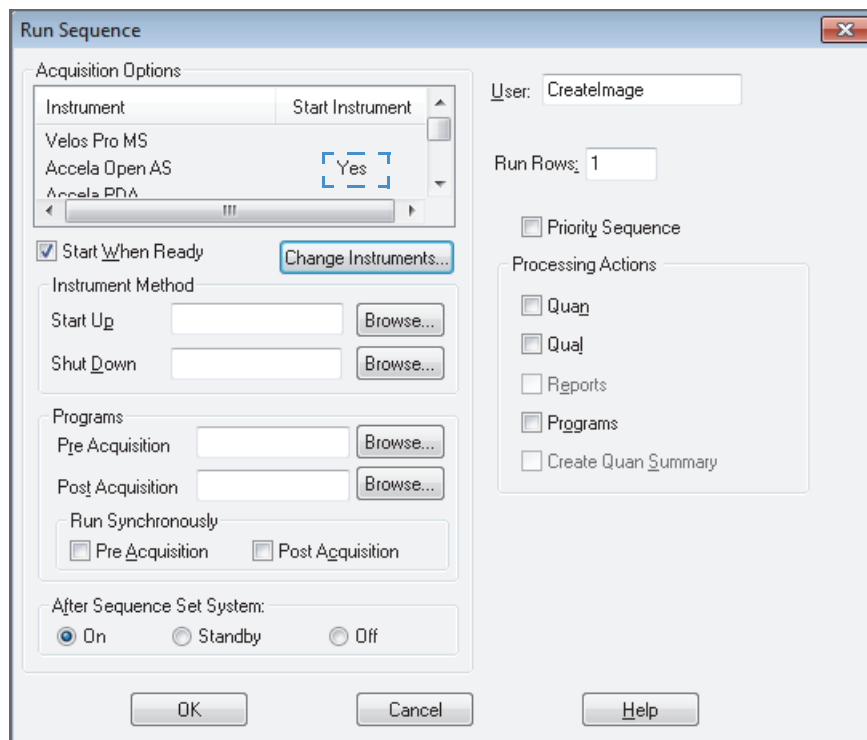 Run Sequence
Acquisition Options
Instrument Start Instrument
Velos Pro MS
Accela Open AS Yes
Accela PDA
Start When Ready
Change Instruments...
Instrument Method
Start Up Browse...
Shut Down Browse...
Programs
Pre Acquisition Browse...
Post Acquisition Browse...
Run Synchronously
Pre Acquisition Post Acquisition
After Sequence Set System:
On Standby Off
User: CreateImage
Run Rows: 1
Priority Sequence
Processing Actions
Quan
Qual
Reports
Programs
Create Quan Summary
OK Cancel Help